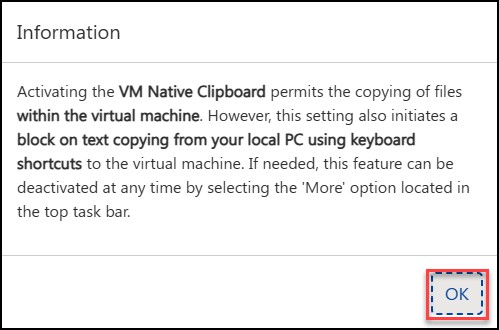 Information
Activating the VM Native Clipboard permits the copying of files
within the virtual machine. However, this setting also initiates a
block on text copying from your local PC using keyboard
shortcuts to the virtual machine. If needed, this feature can be
deactivated at any time by selecting the 'More' option located in
the top task bar.
OK